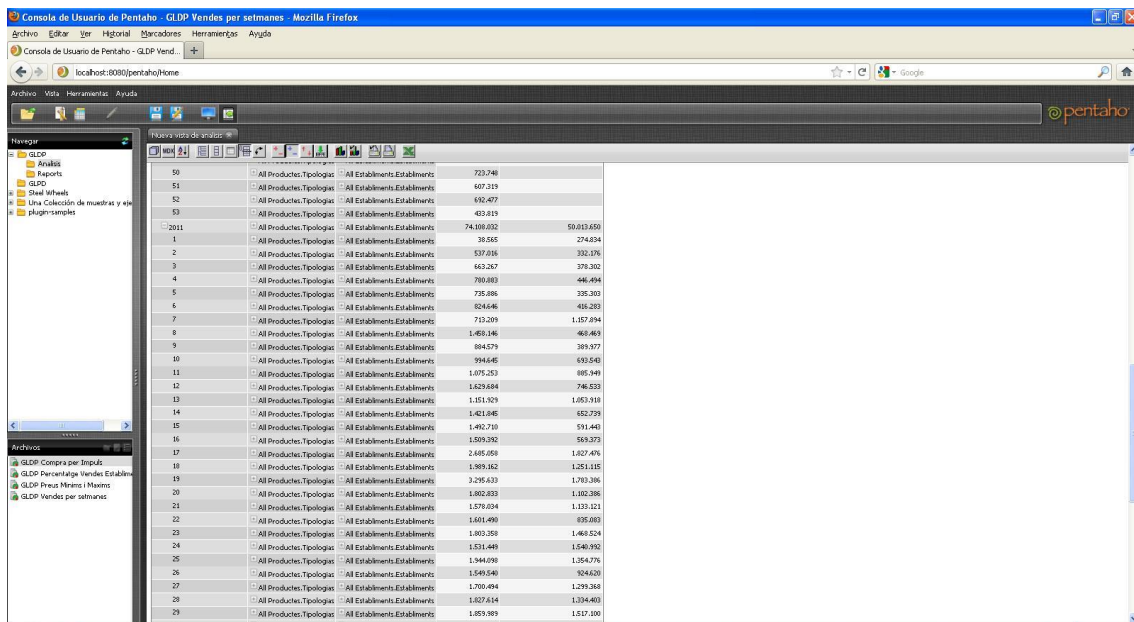 Consola de Usuario de Pentaho - GLDP Vendes per setmanes - Mozilla Firefox
Archivo Editar Ver Historial Marcadores Herramientas Ayuda
Consola de Usuario de Pentaho - GLDP Vend... +
localhost:8080/pentaho/Home
Google
Archivo Vista Herramientas Ayuda
pentaho
Navegar
Nueva vista de analisis
MDX
GLDP
Analisis
Reports
GLPD
Steel Wheels
Una Colección de muestras y eje
plugin-samples
Archivos
GLDP Compra per Impuls
GLDP Percentatge Vendes Establime
GLDP Preus Minims i Maxims
GLDP Vendes per setmanes
50 All Productes.Tipologias All Establiments.Establiments 723.740
51 All Productes.Tipologias All Establiments.Establiments 607.319
52 All Productes.Tipologias All Establiments.Establiments 692.477
53 All Productes.Tipologias All Establiments.Establiments 433.819
2011 All Productes.Tipologias All Establiments.Establiments 74.108.032 50.013.650
1 All Productes.Tipologias All Establiments.Establiments 38.565 274.834
2 All Productes.Tipologias All Establiments.Establiments 537.016 332.176
3 All Productes.Tipologias All Establiments.Establiments 663.267 378.302
4 All Productes.Tipologias All Establiments.Establiments 780.883 446.494
5 All Productes.Tipologias All Establiments.Establiments 735.886 335.303
6 All Productes.Tipologias All Establiments.Establiments 824.646 416.283
7 All Productes.Tipologias All Establiments.Establiments 713.209 1.157.894
8 All Productes.Tipologias All Establiments.Establiments 1.458.146 468.469
9 All Productes.Tipologias All Establiments.Establiments 884.579 389.977
10 All Productes.Tipologias All Establiments.Establiments 994.645 693.543
11 All Productes.Tipologias All Establiments.Establiments 1.075.253 885.949
12 All Productes.Tipologias All Establiments.Establiments 1.629.684 746.533
13 All Productes.Tipologias All Establiments.Establiments 1.151.929 1.053.918
14 All Productes.Tipologias All Establiments.Establiments 1.421.845 652.739
15 All Productes.Tipologias All Establiments.Establiments 1.492.710 591.443
16 All Productes.Tipologias All Establiments.Establiments 1.509.392 569.373
17 All Productes.Tipologias All Establiments.Establiments 2.685.058 1.827.476
18 All Productes.Tipologias All Establiments.Establiments 1.989.162 1.251.115
19 All Productes.Tipologias All Establiments.Establiments 3.295.633 1.783.386
20 All Productes.Tipologias All Establiments.Establiments 1.802.833 1.102.386
21 All Productes.Tipologias All Establiments.Establiments 1.578.034 1.133.121
22 All Productes.Tipologias All Establiments.Establiments 1.601.490 835.083
23 All Productes.Tipologias All Establiments.Establiments 1.803.358 1.468.524
24 All Productes.Tipologias All Establiments.Establiments 1.531.449 1.540.992
25 All Productes.Tipologias All Establiments.Establiments 1.944.098 1.354.776
26 All Productes.Tipologias All Establiments.Establiments 1.549.540 924.620
27 All Productes.Tipologias All Establiments.Establiments 1.700.494 1.299.368
28 All Productes.Tipologias All Establiments.Establiments 1.827.614 1.334.403
29 All Productes.Tipologias All Establiments.Establiments 1.859.989 1.517.100